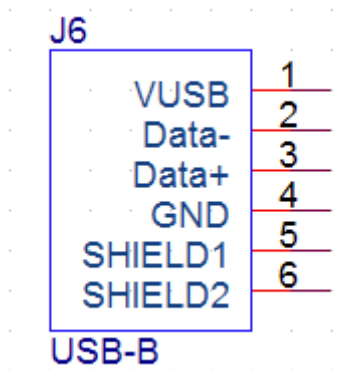 J6
VUSB 1
Data- 2
Data+ 3
GND 4
SHIELD1 5
SHIELD2 6
USB-B